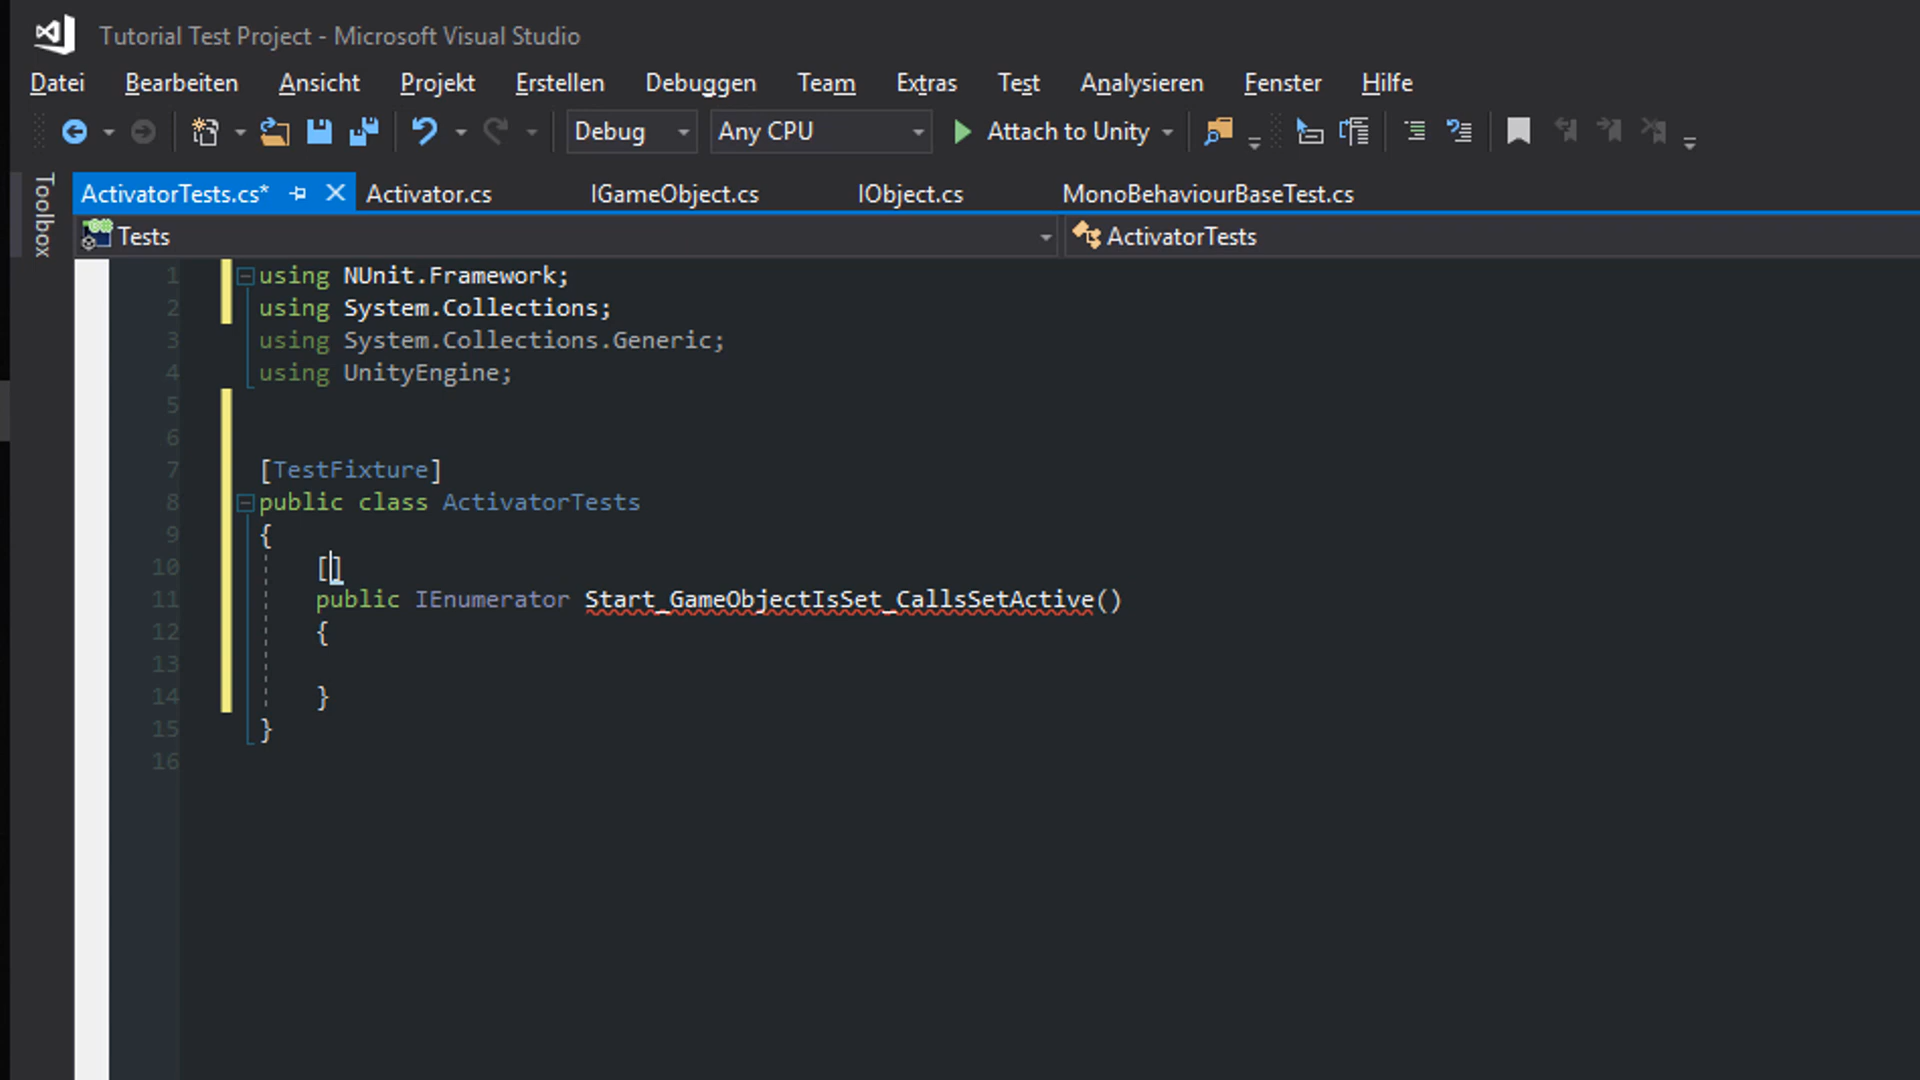 Tutorial Test Project - Microsoft Visual Studio
Datei Bearbeiten Ansicht Projekt Erstellen Debuggen Team Extras Test Analysieren Fenster Hilfe
Debug Any CPU Attach to Unity
Toolbox
ActivatorTests.cs* Activator.cs IGameObject.cs IObject.cs MonoBehaviourBaseTest.cs
Tests ActivatorTests
1 using NUnit.Framework;
2 using System.Collections;
3 using System.Collections.Generic;
4 using UnityEngine;
5
6
7 [TestFixture]
8 public class ActivatorTests
9 {
10 []
11 public IEnumerator Start_GameObjectIsSet_CallsSetActive()
12 {
13
14 }
15 }
16